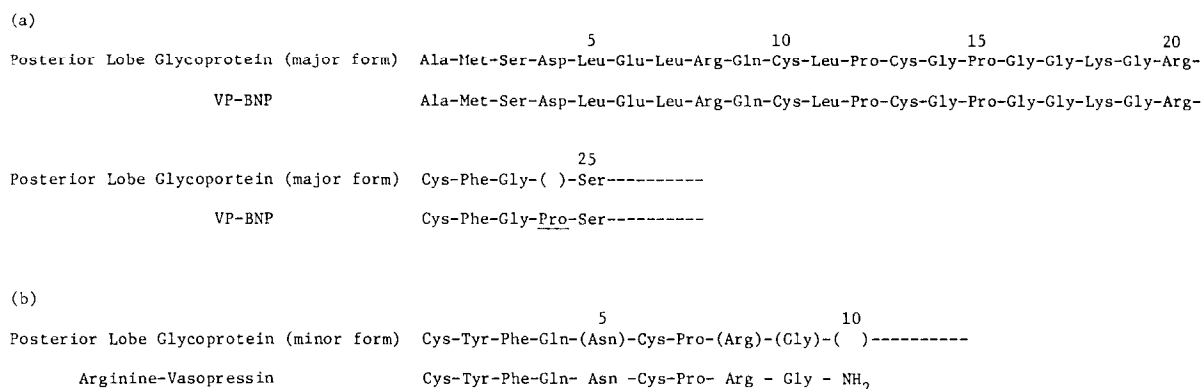 (a)
5 10 15 20
Posterior Lobe Glycoprotein (major form) Ala-Met-Ser-Asp-Leu-Glu-Leu-Arg-Gln-Cys-Leu-Pro-Cys-Gly-Pro-Gly-Gly-Lys-Gly-Arg-
VP-BNP Ala-Met-Ser-Asp-Leu-Glu-Leu-Arg-Gln-Cys-Leu-Pro-Cys-Gly-Pro-Gly-Gly-Lys-Gly-Arg-
25
Posterior Lobe Glycoportein (major form) Cys-Phe-Gly-( )-Ser----------
VP-BNP Cys-Phe-Gly-Pro-Ser----------
(b)
5 10
Posterior Lobe Glycoprotein (minor form) Cys-Tyr-Phe-Gln-(Asn)-Cys-Pro-(Arg)-(Gly)-( )----------
Arginine-Vasopressin Cys-Tyr-Phe-Gln- Asn -Cys-Pro- Arg - Gly - NH2